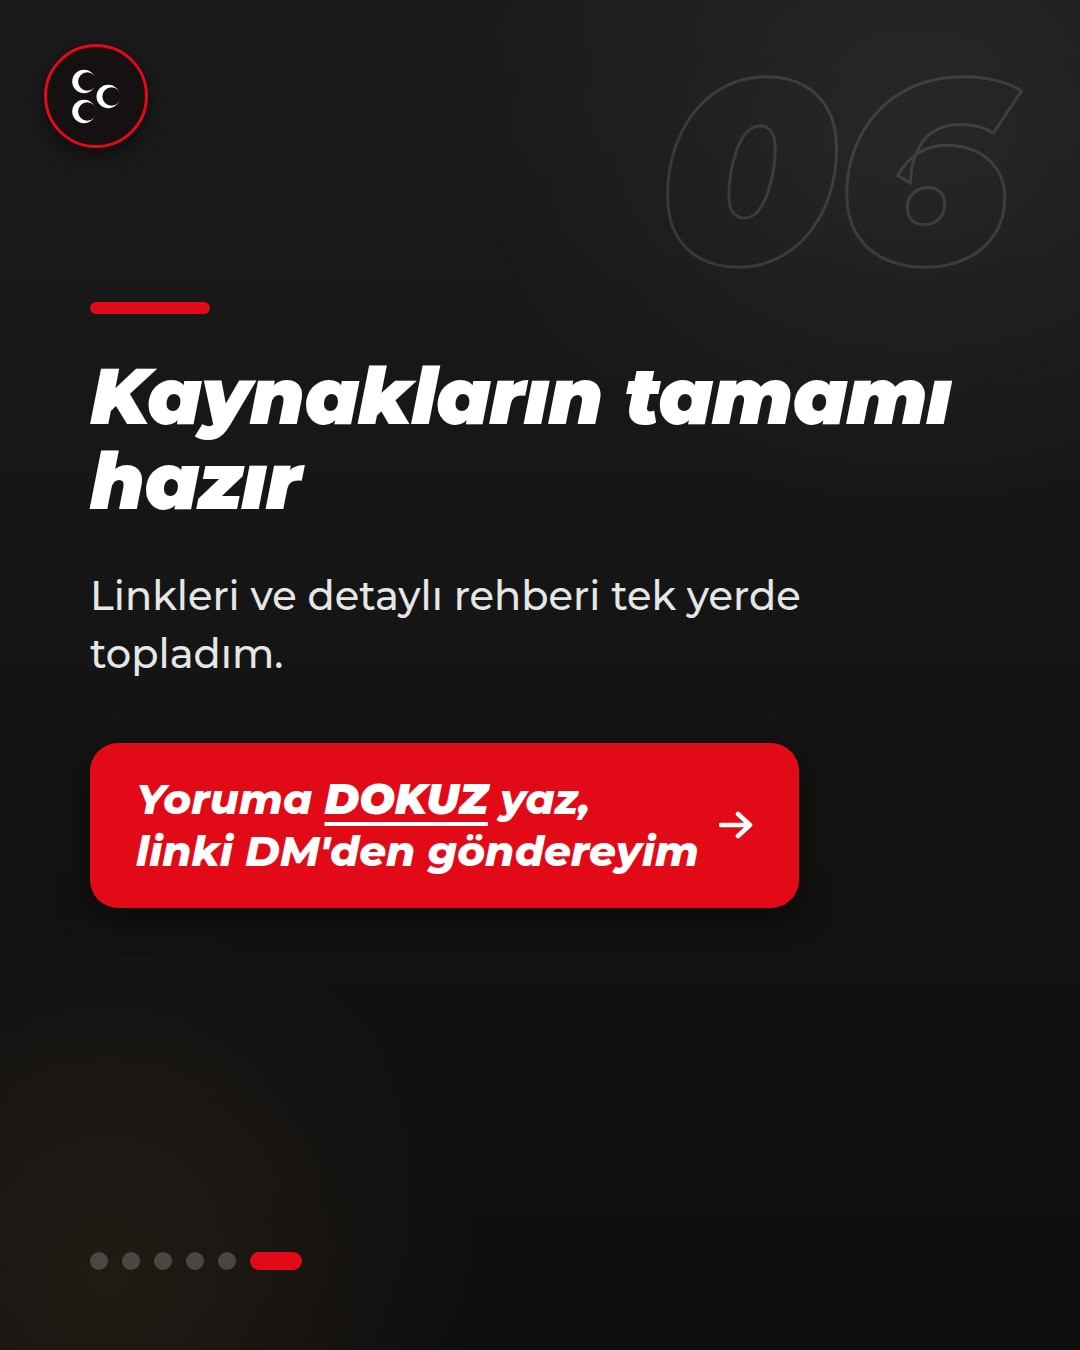 06
Kaynakların tamamı
hazır
Linkleri ve detaylı rehberi tek yerde
topladım.
Yoruma DOKUZ yaz,
linki DM'den göndereyim →